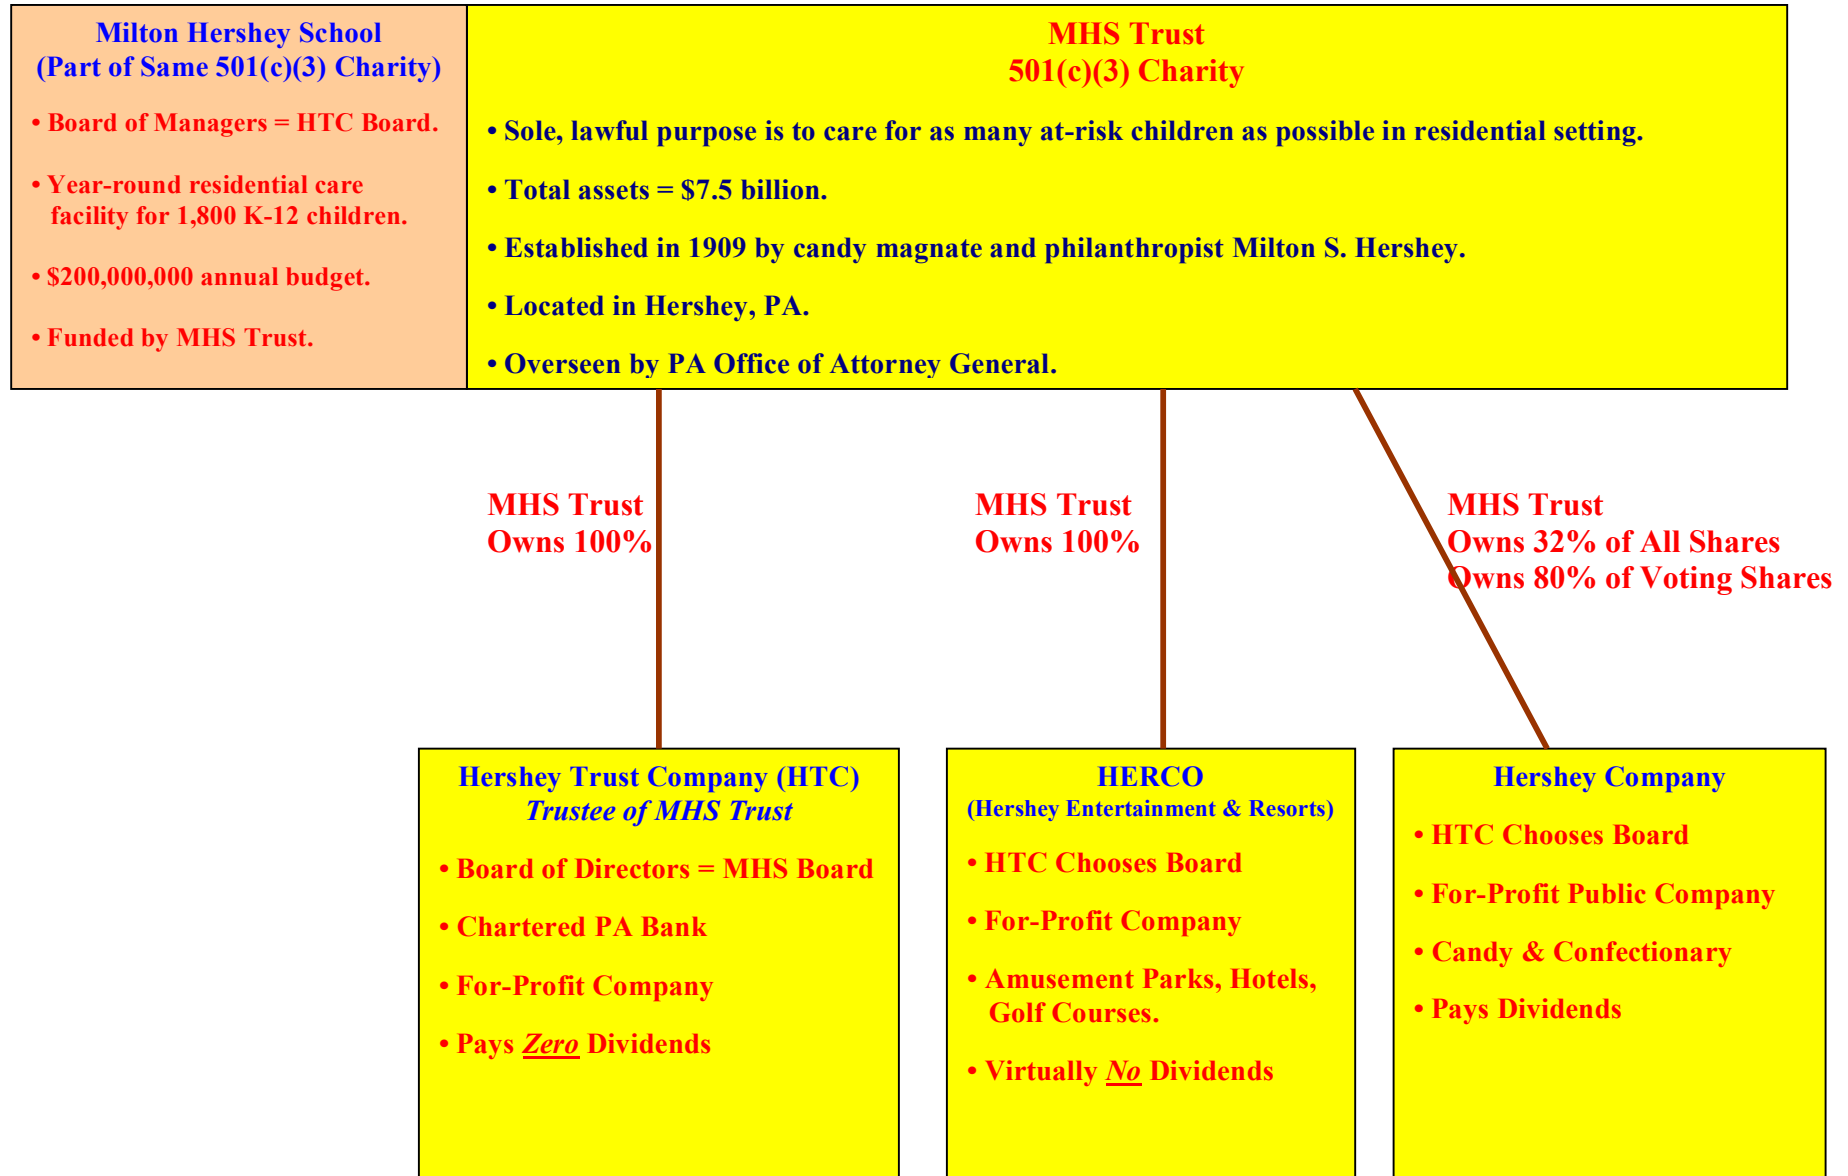 Milton Hershey School
(Part of Same 501(c)(3) Charity)
• Board of Managers = HTC Board.
• Year-round residential care
facility for 1,800 K-12 children.
• $200,000,000 annual budget.
• Funded by MHS Trust.
MHS Trust
501(c)(3) Charity
• Sole, lawful purpose is to care for as many at-risk children as possible in residential setting.
• Total assets = $7.5 billion.
• Established in 1909 by candy magnate and philanthropist Milton S. Hershey.
• Located in Hershey, PA.
• Overseen by PA Office of Attorney General.
MHS Trust
Owns 100%
MHS Trust
Owns 100%
MHS Trust
Owns 32% of All Shares
Owns 80% of Voting Shares
Hershey Trust Company (HTC)
Trustee of MHS Trust
• Board of Directors = MHS Board
• Chartered PA Bank
• For-Profit Company
• Pays Zero Dividends
HERCO
(Hershey Entertainment & Resorts)
• HTC Chooses Board
• For-Profit Company
• Amusement Parks, Hotels,
Golf Courses.
• Virtually No Dividends
Hershey Company
• HTC Chooses Board
• For-Profit Public Company
• Candy & Confectionary
• Pays Dividends